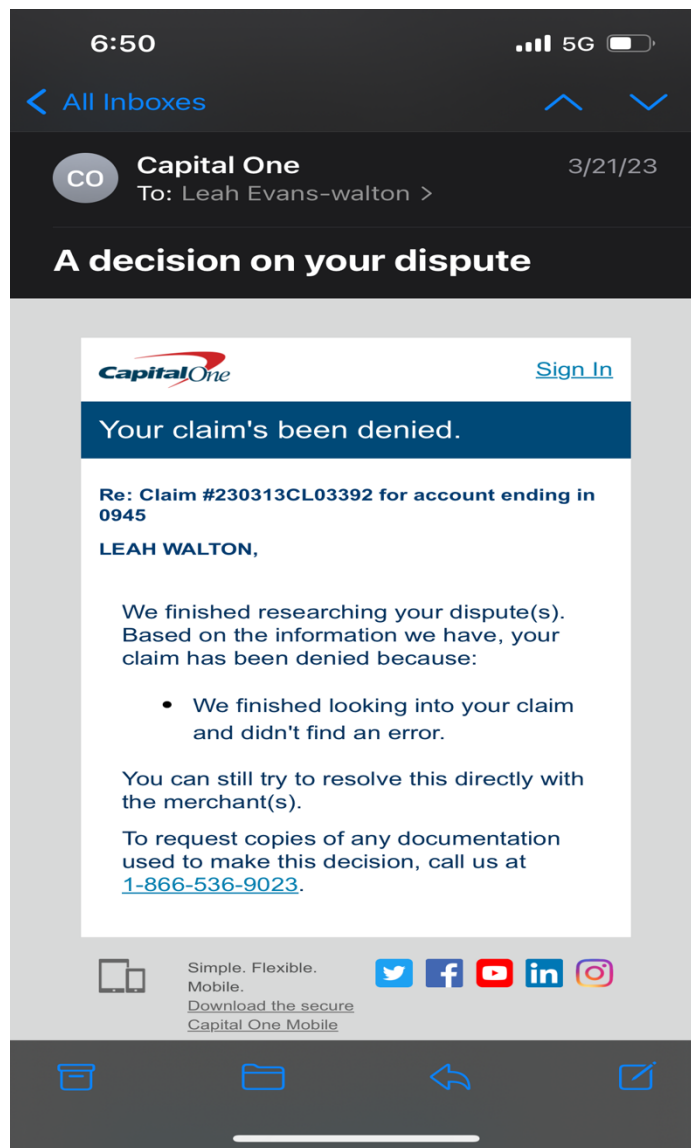 6:50
5G
All Inboxes
CO
Capital One
3/21/23
To: Leah Evans-walton >
A decision on your dispute
CapitalOne
Sign In
Your claim's been denied.
Re: Claim #230313CL03392 for account ending in
0945
LEAH WALTON,
We finished researching your dispute(s).
Based on the information we have, your
claim has been denied because:
• We finished looking into your claim
and didn't find an error.
You can still try to resolve this directly with
the merchant(s).
To request copies of any documentation
used to make this decision, call us at
1-866-536-9023.
Simple. Flexible.
Mobile.
Download the secure
Capital One Mobile